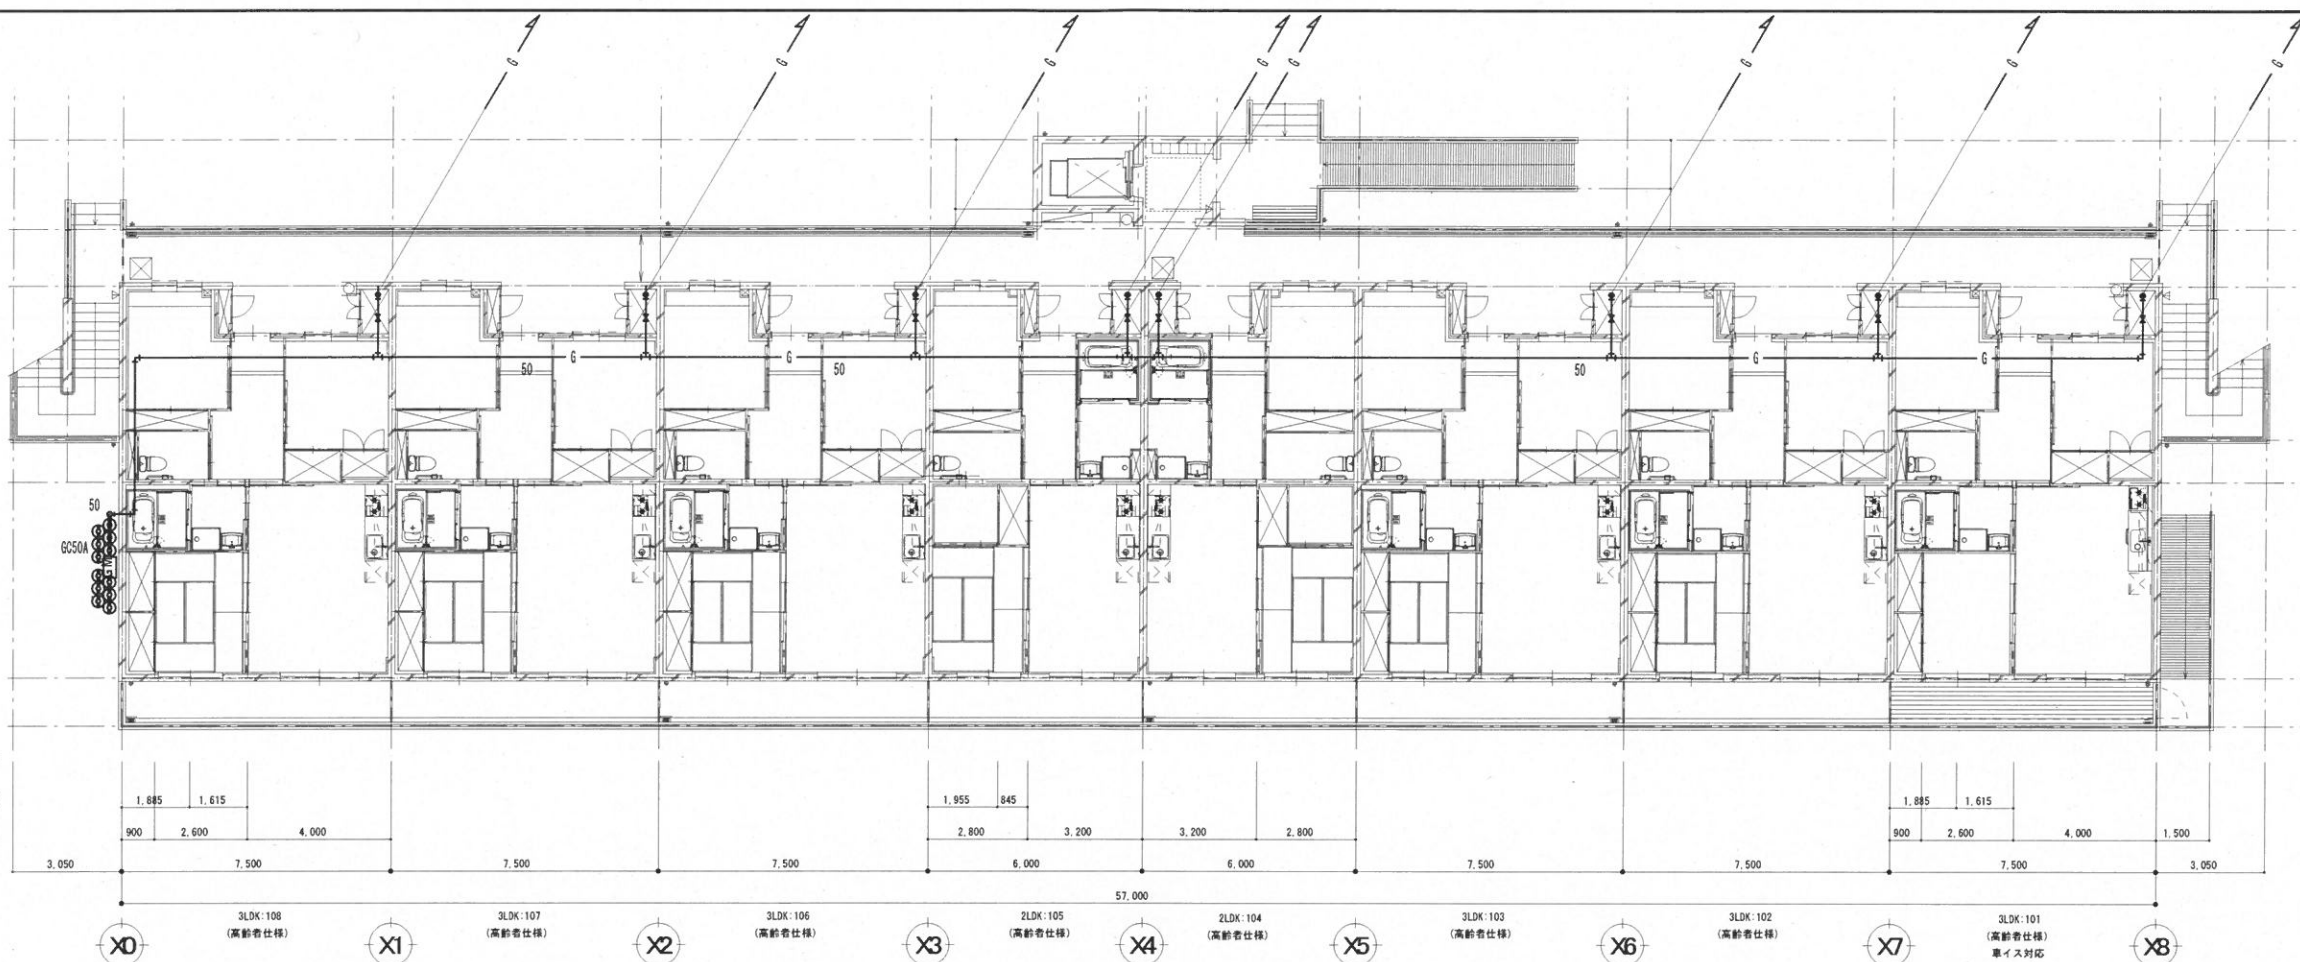 G G G G G G G G
G G G G
50 50 50
50
GC50A
GM
1,885 1,615 1,955 845 1,885 1,615
900 2,600 4,000 2,800 3,200 3,200 2,800 900 2,600 4,000 1,500
3,050 7,500 7,500 7,500 6,000 6,000 7,500 7,500 7,500 3,050
57,000
3LDK:108 3LDK:107 3LDK:106 2LDK:105 2LDK:104 3LDK:103 3LDK:102 3LDK:101
(高齢者仕様) (高齢者仕様) (高齢者仕様) (高齢者仕様) (高齢者仕様) (高齢者仕様) (高齢者仕様) (高齢者仕様)
車イス対応
X0 X1 X2 X3 X4 X5 X6 X7 X8